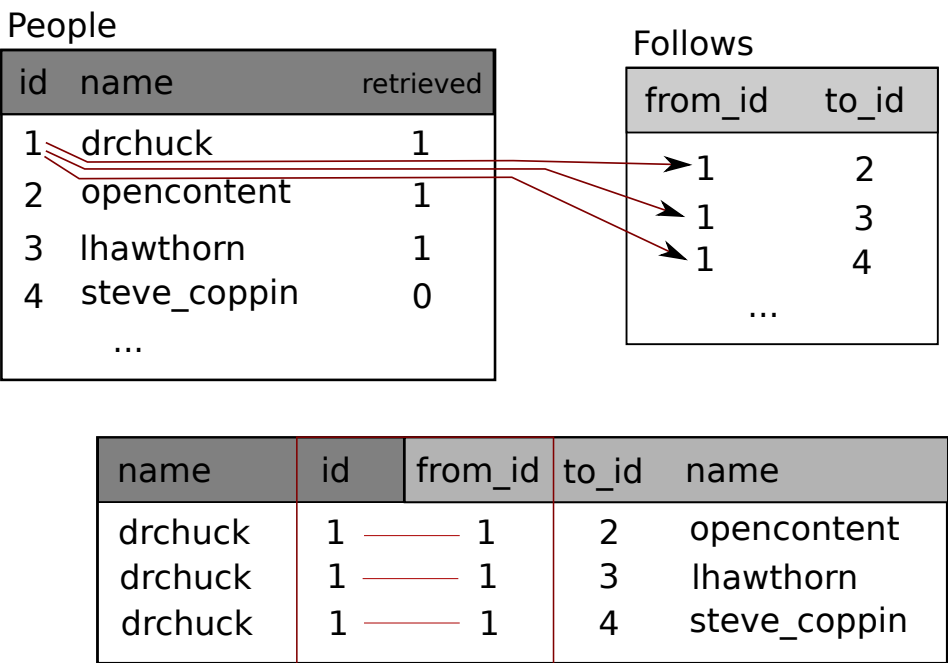 People
id name retrieved
1 drchuck 1
2 opencontent 1
3 lhawthorn 1
4 steve_coppin 0
...
Follows
from_id to_id
1 2
1 3
1 4
...
name id from_id to_id name
drchuck 1 1 2 opencontent
drchuck 1 1 3 lhawthorn
drchuck 1 1 4 steve_coppin